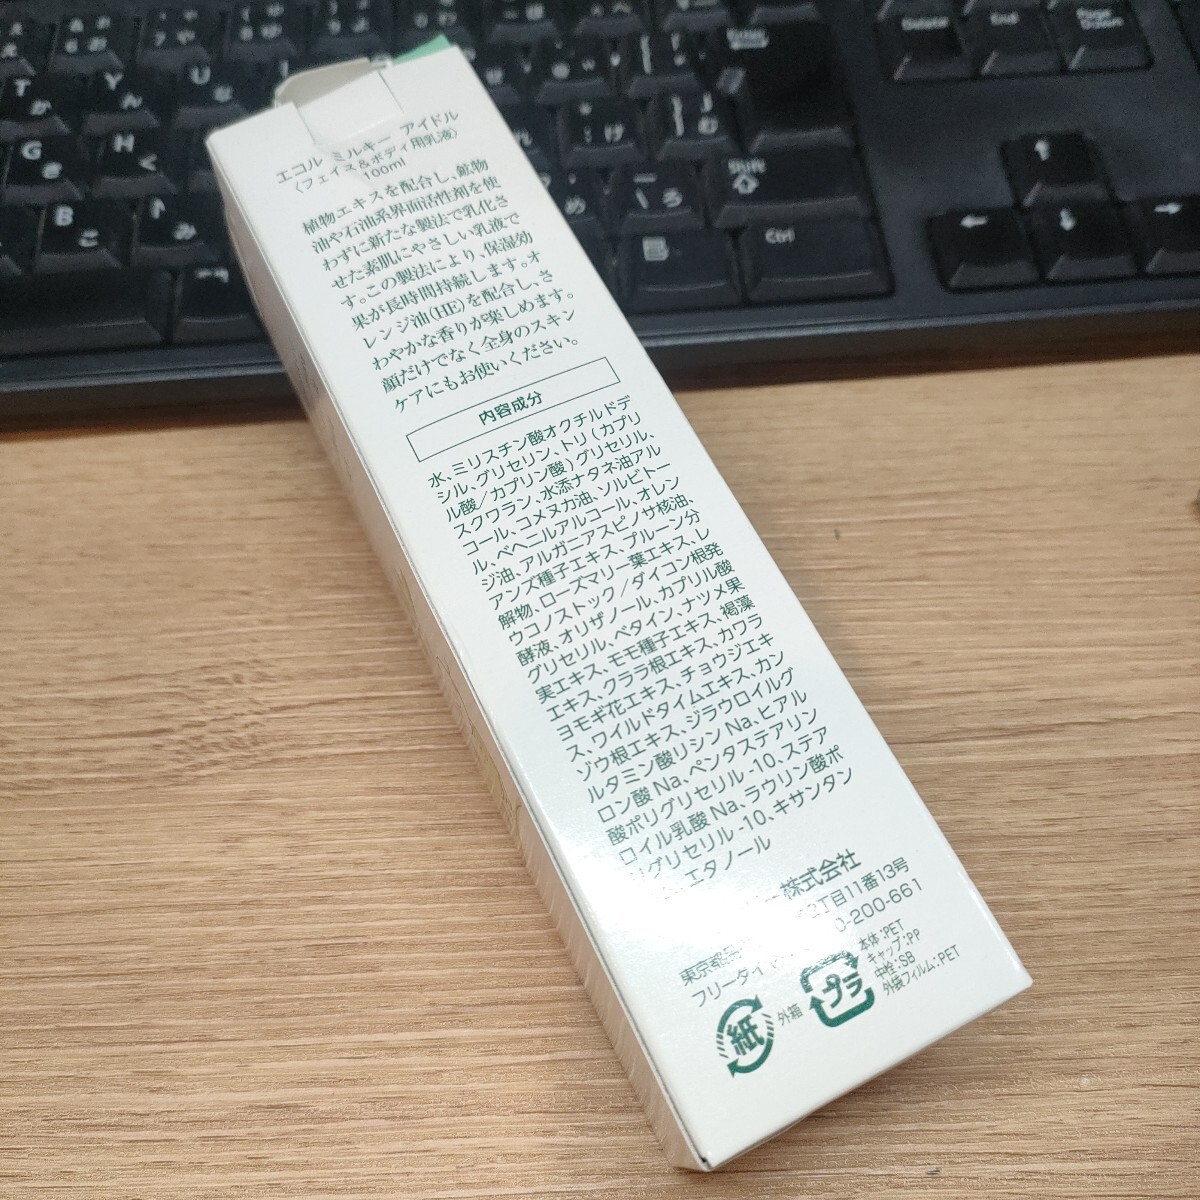 エコル ミルキー アイドル
〈フェイス&ボディ用乳液〉
100ml
植物エキスを配合し、鉱物
油や石油系界面活性剤を使
わずに新たな製法で乳化さ
せた素肌にやさしい乳液で
す。この製法により、保湿効
果が長時間持続します。オ
レンジ油(HE)を配合し、さ
わやかな香りが楽しめます。
顔だけでなく全身のスキン
ケアにもお使いください。
内容成分
水、ミリスチン酸オクチルドデ
シル、グリセリン、トリ(カプリ
ル酸/カプリン酸)グリセリル、
スクワラン、水添ナタネ油アル
コール、コメヌカ油、ソルビトー
ル、ベヘニルアルコール、オレン
ジ油、アルガニアスピノサ核油、
アンズ種子エキス、プルーン分
解物、ローズマリー葉エキス、レ
ウコノストック/ダイコン根発
酵液、オリザノール、カプリル酸
グリセリル、ベタイン、ナツメ果
実エキス、モモ種子エキス、褐藻
エキス、クララ根エキス、カワラ
ヨモギ花エキス、チョウジエキ
ス、ワイルドタイムエキス、カン
ゾウ根エキス、ジラウロイルグ
ルタミン酸リシンNa、ヒアル
ロン酸Na、ペンタステアリン
酸ポリグリセリル-10、ステア
ロイル乳酸Na、ラウリン酸ポ
リグリセリル-10、キサンタン
エタノール
株式会社
東京都
丁目11番13号
フリーダイ
0-200-661
紙
外箱
プラ
本体:PET
キャップ:PP
中栓:SB
外装フィルム:PET
Delete
End
Page Down
Enter
Shift
Ctrl
T
か
Y
ん
U
G
き
H
B
こ